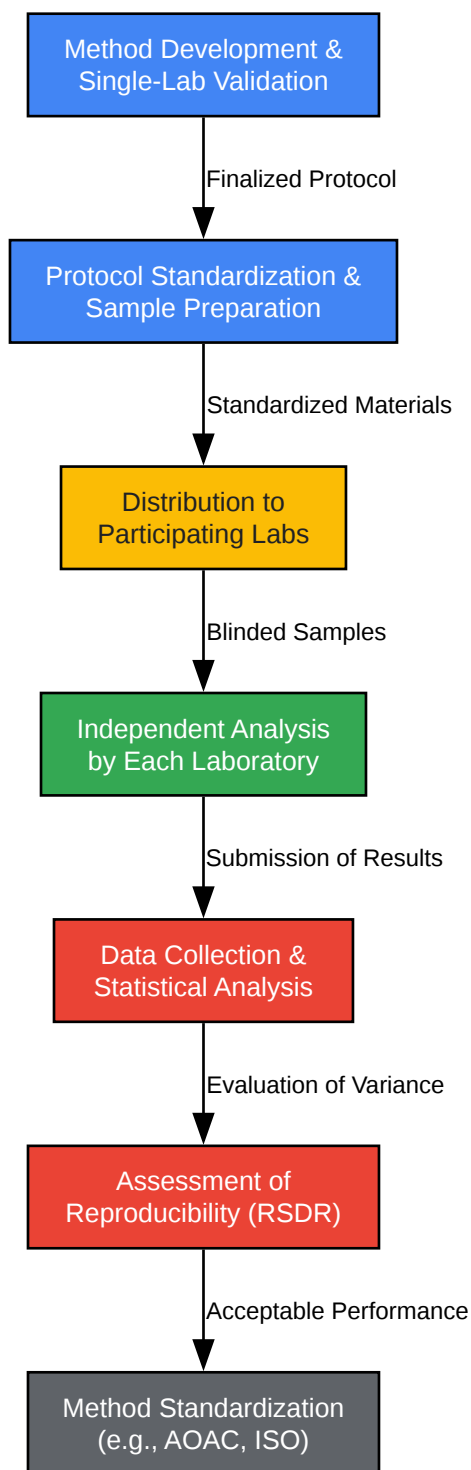 Method Development &
Single-Lab Validation
Finalized Protocol
Protocol Standardization &
Sample Preparation
Standardized Materials
Distribution to
Participating Labs
Blinded Samples
Independent Analysis
by Each Laboratory
Submission of Results
Data Collection &
Statistical Analysis
Evaluation of Variance
Assessment of
Reproducibility (RSDR)
Acceptable Performance
Method Standardization
(e.g., AOAC, ISO)